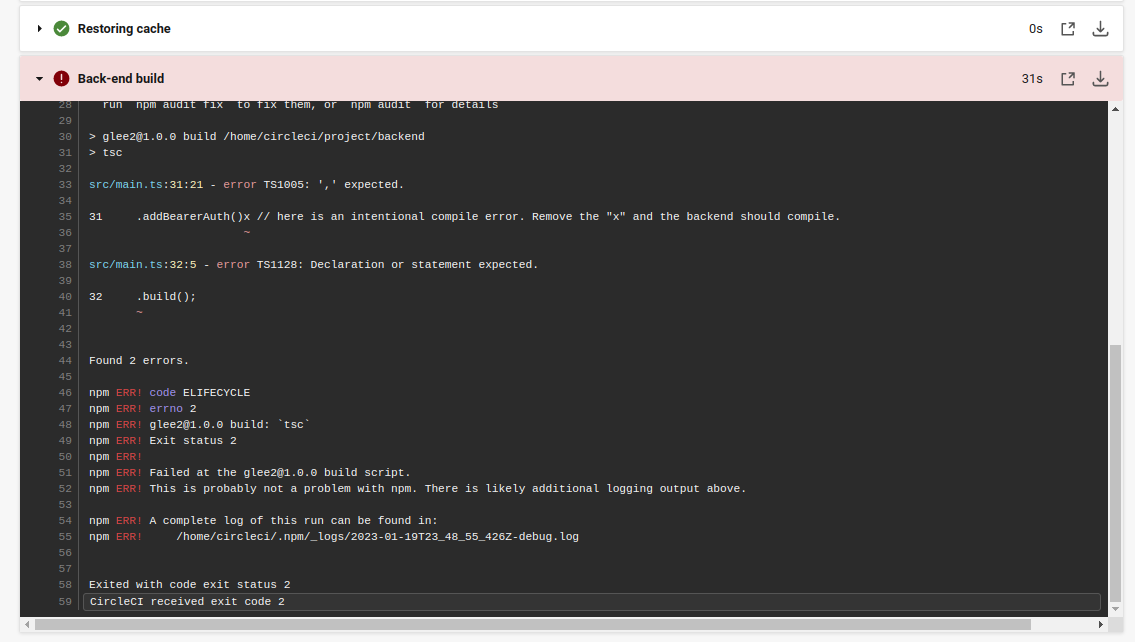 Restoring cache 0s
Back-end build 31s
28 run npm audit fix to fix them, or npm audit for details
29
30 > glee2@1.0.0 build /home/circleci/project/backend
31 > tsc
32
33 src/main.ts:31:21 - error TS1005: ',' expected.
34
35 31 .addBearerAuth()x // here is an intentional compile error. Remove the "x" and the backend should compile.
36 ~
37
38 src/main.ts:32:5 - error TS1128: Declaration or statement expected.
39
40 32 .build();
41 ~
42
43
44 Found 2 errors.
45
46 npm ERR! code ELIFECYCLE
47 npm ERR! errno 2
48 npm ERR! glee2@1.0.0 build: `tsc`
49 npm ERR! Exit status 2
50 npm ERR!
51 npm ERR! Failed at the glee2@1.0.0 build script.
52 npm ERR! This is probably not a problem with npm. There is likely additional logging output above.
53
54 npm ERR! A complete log of this run can be found in:
55 npm ERR! /home/circleci/.npm/_logs/2023-01-19T23_48_55_426Z-debug.log
56
57
58 Exited with code exit status 2
59 CircleCI received exit code 2